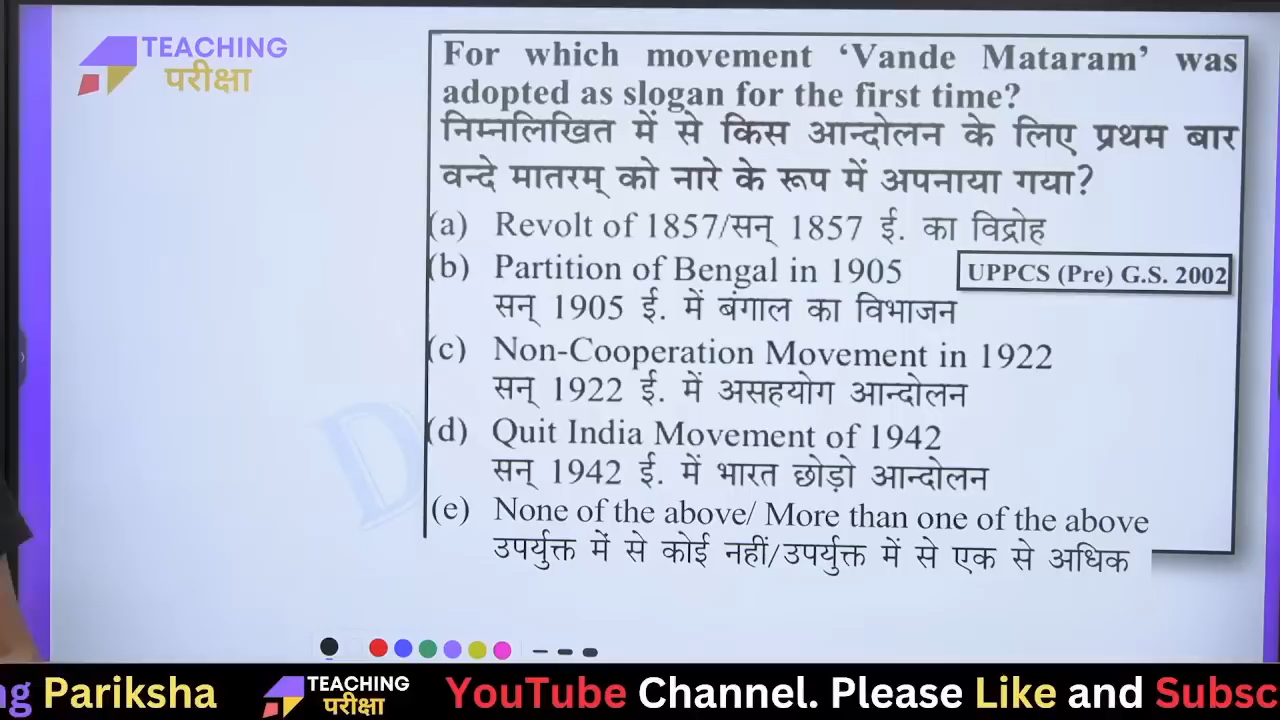 TEACHING
परीक्षा
For which movement ‘Vande Mataram’ was
adopted as slogan for the first time?
निम्नलिखित में से किस आन्दोलन के लिए प्रथम बार
वन्दे मातरम् को नारे के रूप में अपनाया गया?
(a) Revolt of 1857/सन् 1857 ई. का विद्रोह
(b) Partition of Bengal in 1905
UPPCS (Pre) G.S. 2002
सन् 1905 ई. में बंगाल का विभाजन
(c) Non-Cooperation Movement in 1922
सन् 1922 ई. में असहयोग आन्दोलन
(d) Quit India Movement of 1942
सन् 1942 ई. में भारत छोड़ो आन्दोलन
(e) None of the above/ More than one of the above
उपर्युक्त में से कोई नहीं/उपर्युक्त में से एक से अधिक
Pariksha TEACHING परीक्षा YouTube Channel. Please Like and